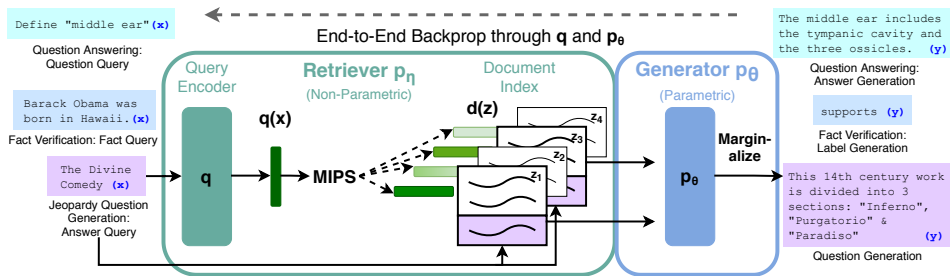 Define "middle ear" (x)
Question Answering:
Question Query
Barack Obama was
born in Hawaii.(x)
Fact Verification: Fact Query
The Divine
Comedy (x)
Jeopardy Question
Generation:
Answer Query
End-to-End Backprop through q and pθ
Query
Encoder
q
q(x)
Retriever pη
(Non-Parametric)
MIPS
Document
Index
d(z)
z4
z3
z2
z1
Generator pθ
(Parametric)
pθ
Margin-
alize
The middle ear includes
the tympanic cavity and
the three ossicles. (y)
Question Answering:
Answer Generation
supports (y)
Fact Verification:
Label Generation
This 14th century work
is divided into 3
sections: "Inferno",
"Purgatorio" &
"Paradiso" (y)
Question Generation